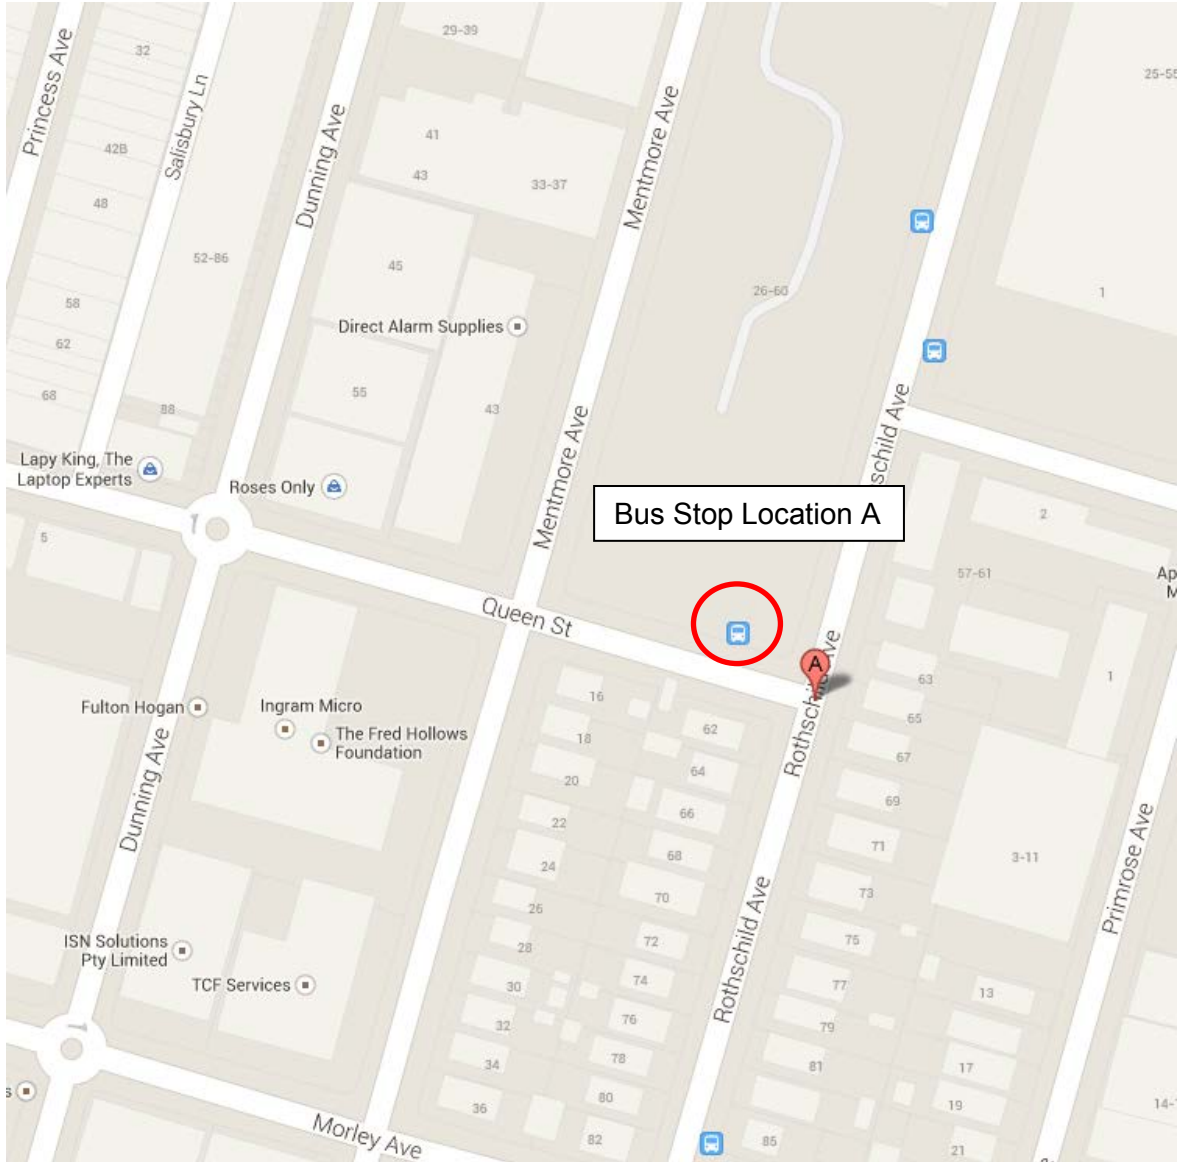 29-39
32
Princess Ave
Salisbury Ln
25-55
Dunning Ave
Mentmore Ave
41
42B
43
33-37
48
52-86
45
26-60
1
58
Direct Alarm Supplies
62
55
68
88
43
Mentmore Ave
schild Ave
Lapy King, The
Laptop Experts
Roses Only
Bus Stop Location A
2
5
57-61
Ap
M
Queen St
A
Rothschild Ave
63
1
16
65
Fulton Hogan
Ingram Micro
18
62
The Fred Hollows
Foundation
67
20
64
Dunning Ave
69
22
66
71
24
68
3-11
Primrose Ave
70
73
26
ISN Solutions
Pty Limited
28
72
75
Rothschild Ave
TCF Services
30
74
77
13
32
76
79
34
78
81
17
s
36
80
19
14-
Morley Ave
82
85
21